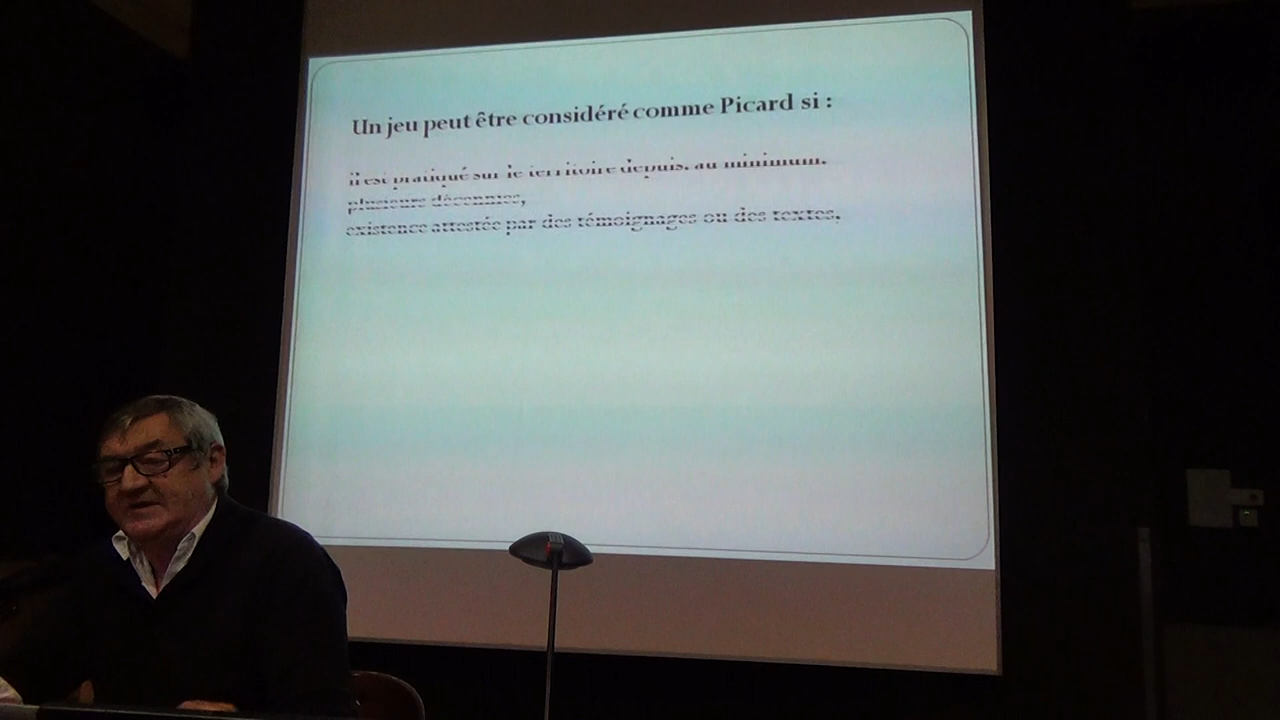 Un jeu peut être considéré comme Picard si :
il est pratiqué sur le territoire depuis, au minimum,
plusieurs décennies,
existence attestée par des témoignages ou des textes,